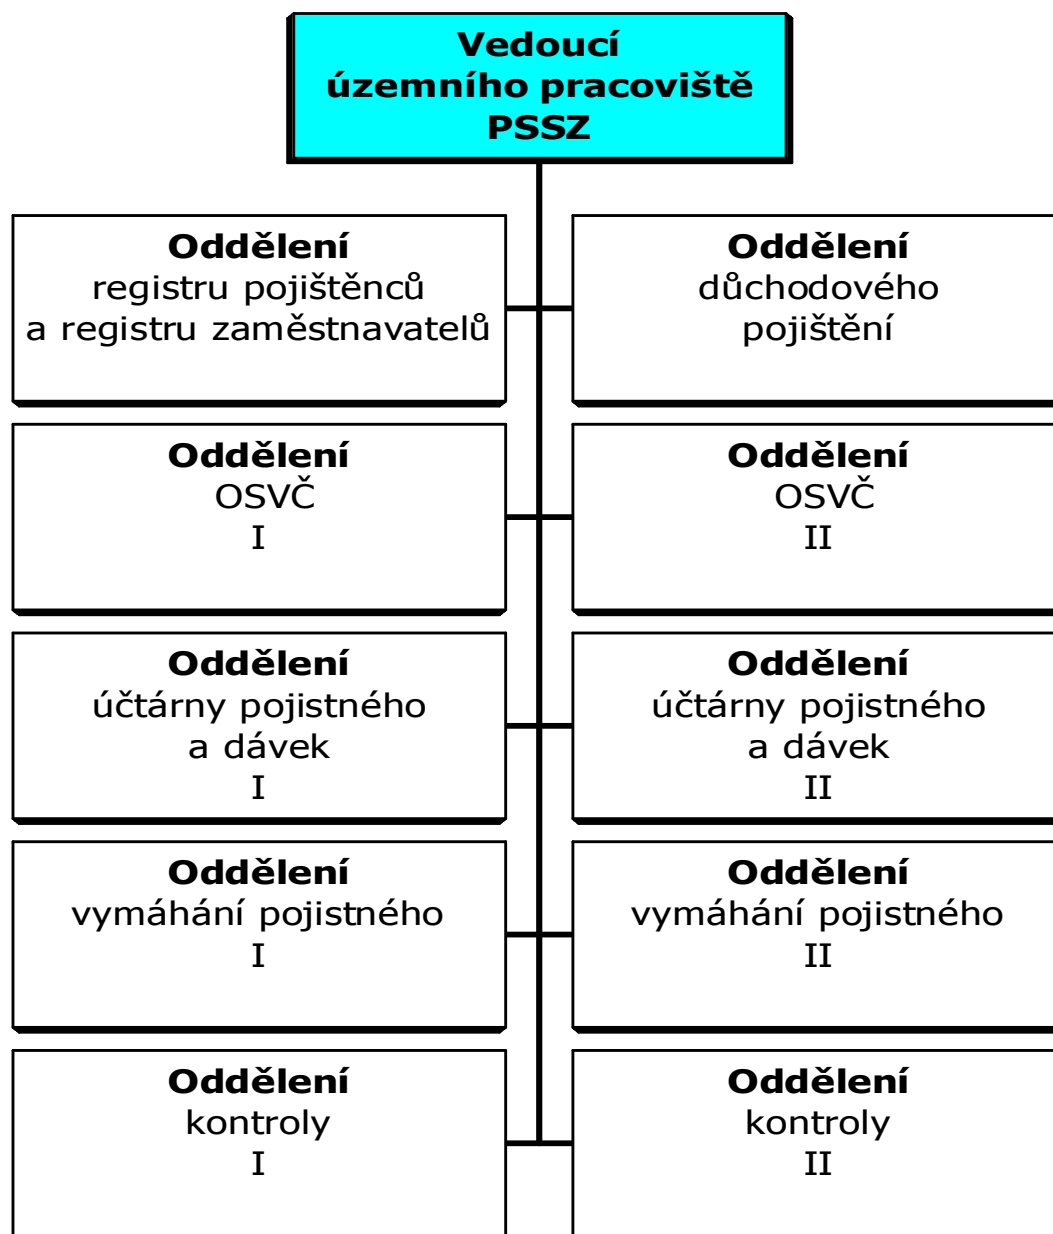 Vedoucí
územního pracoviště
PSSZ
Oddělení
registru pojištěnců
a registru zaměstnavatelů
Oddělení
důchodového
pojištění
Oddělení
OSVČ
I
Oddělení
OSVČ
II
Oddělení
účtárny pojistného
a dávek
I
Oddělení
účtárny pojistného
a dávek
II
Oddělení
vymáhání pojistného
I
Oddělení
vymáhání pojistného
II
Oddělení
kontroly
I
Oddělení
kontroly
II